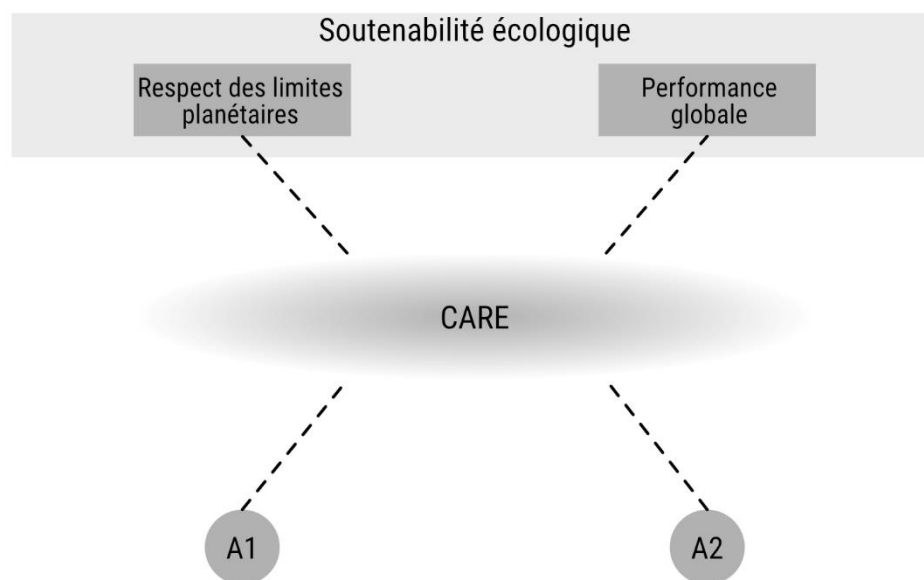 Soutenabilité écologique
Respect des limites
planétaires
Performance
globale
CARE
A1
A2